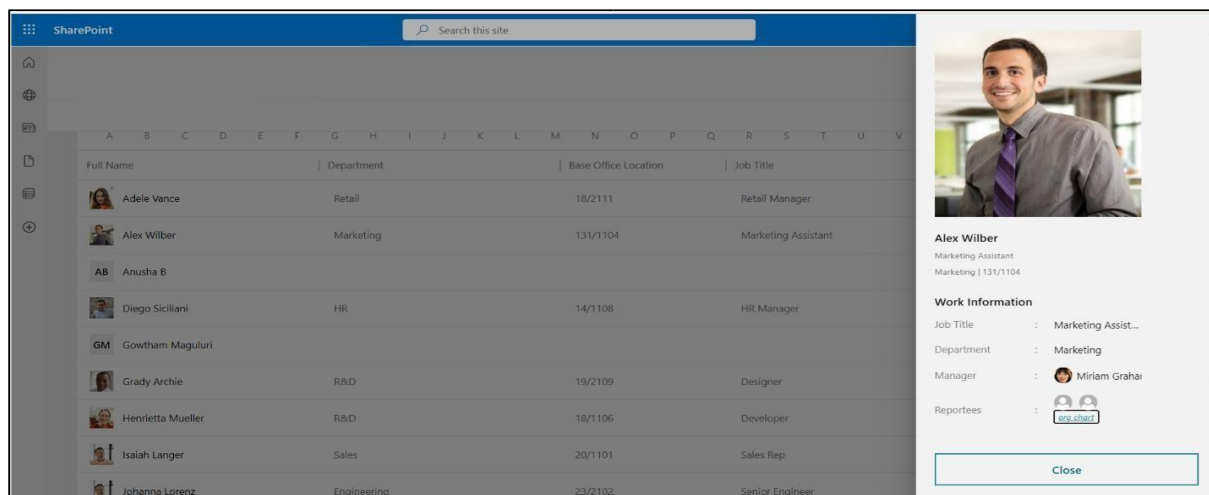 SharePoint
Search this site
A B C D E F G H I J K L M N O P Q R S T U V
Full Name | Department | Base Office Location | Job Title
Adele Vance Retail 18/2111 Retail Manager
Alex Wilber Marketing 131/1104 Marketing Assistant
AB Anusha B
Diego Siciliani HR 14/1108 HR Manager
GM Gowtham Maguluri
Grady Archie R&D 19/2109 Designer
Henrietta Mueller R&D 18/1106 Developer
Isaiah Langer Sales 20/1101 Sales Rep
Johanna Lorenz Engineering 23/2102 Senior Engineer
Alex Wilber
Marketing Assistant
Marketing | 131/1104
Work Information
Job Title : Marketing Assist...
Department : Marketing
Manager : Miriam Graha
Reportees :
org chart
Close